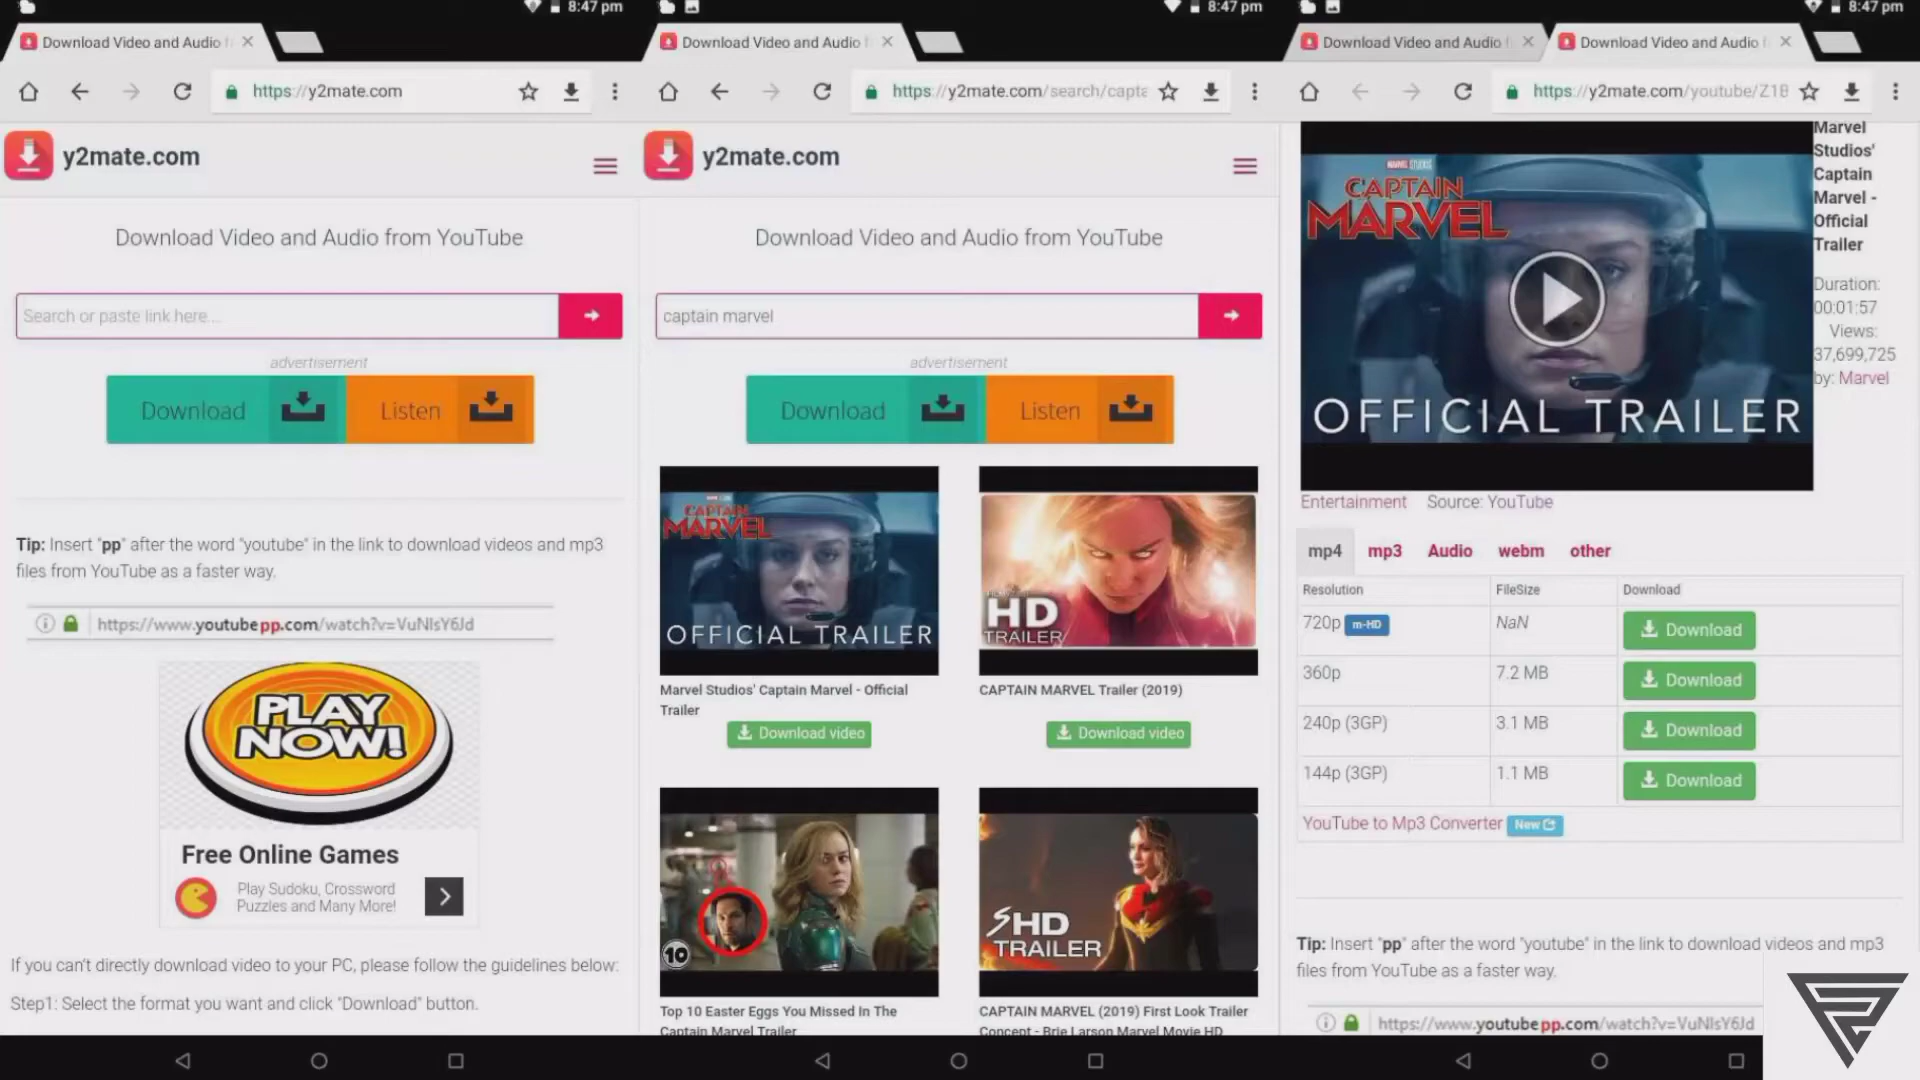 8:47 pm
Download Video and Audio f
https://y2mate.com
y2mate.com
Download Video and Audio from YouTube
Search or paste link here...
advertisement
Download
Listen
Tip: Insert "pp" after the word "youtube" in the link to download videos and mp3
files from YouTube as a faster way.
https://www.youtubepp.com/watch?v=VuNIsY6Jd
PLAY
NOW!
Free Online Games
Play Sudoku, Crossword
Puzzles and Many More!
If you can't directly download video to your PC, please follow the guidelines below:
Step1: Select the format you want and click "Download" button.
8:47 pm
Download Video and Audio f
https://y2mate.com/search/capta
y2mate.com
Download Video and Audio from YouTube
captain marvel
advertisement
Download
Listen
CAPTAIN
MARVEL
OFFICIAL TRAILER
Marvel Studios' Captain Marvel - Official
Trailer
Download video
HD
TRAILER
CAPTAIN MARVEL Trailer (2019)
Download video
10
Top 10 Easter Eggs You Missed In The
Captain Marvel Trailer
HD
TRAILER
CAPTAIN MARVEL (2019) First Look Trailer
Concept - Brie Larson Marvel Movie HD
8:47 pm
Download Video and Audio f
Download Video and Audio f
https://y2mate.com/youtube/Z1B
MARVEL STUDIOS
CAPTAIN
MARVEL
OFFICIAL TRAILER
Marvel
Studios'
Captain
Marvel -
Official
Trailer
Duration:
00:01:57
Views:
37,699,725
by: Marvel
Entertainment Source: YouTube
mp4 mp3 Audio webm other
Resolution FileSize Download
720p m-HD NaN Download
360p 7.2 MB Download
240p (3GP) 3.1 MB Download
144p (3GP) 1.1 MB Download
YouTube to Mp3 Converter New
Tip: Insert "pp" after the word "youtube" in the link to download videos and mp3
files from YouTube as a faster way.
https://www.youtubepp.com/watch?v=VuNIsY6Jd